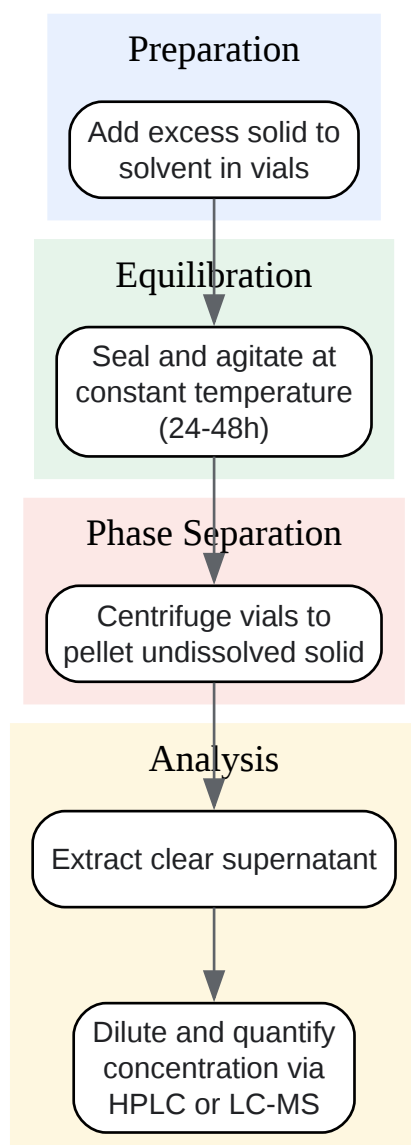 Preparation
Add excess solid to
solvent in vials
Equilibration
Seal and agitate at
constant temperature
(24-48h)
Phase Separation
Centrifuge vials to
pellet undissolved solid
Analysis
Extract clear supernatant
Dilute and quantify
concentration via
HPLC or LC-MS